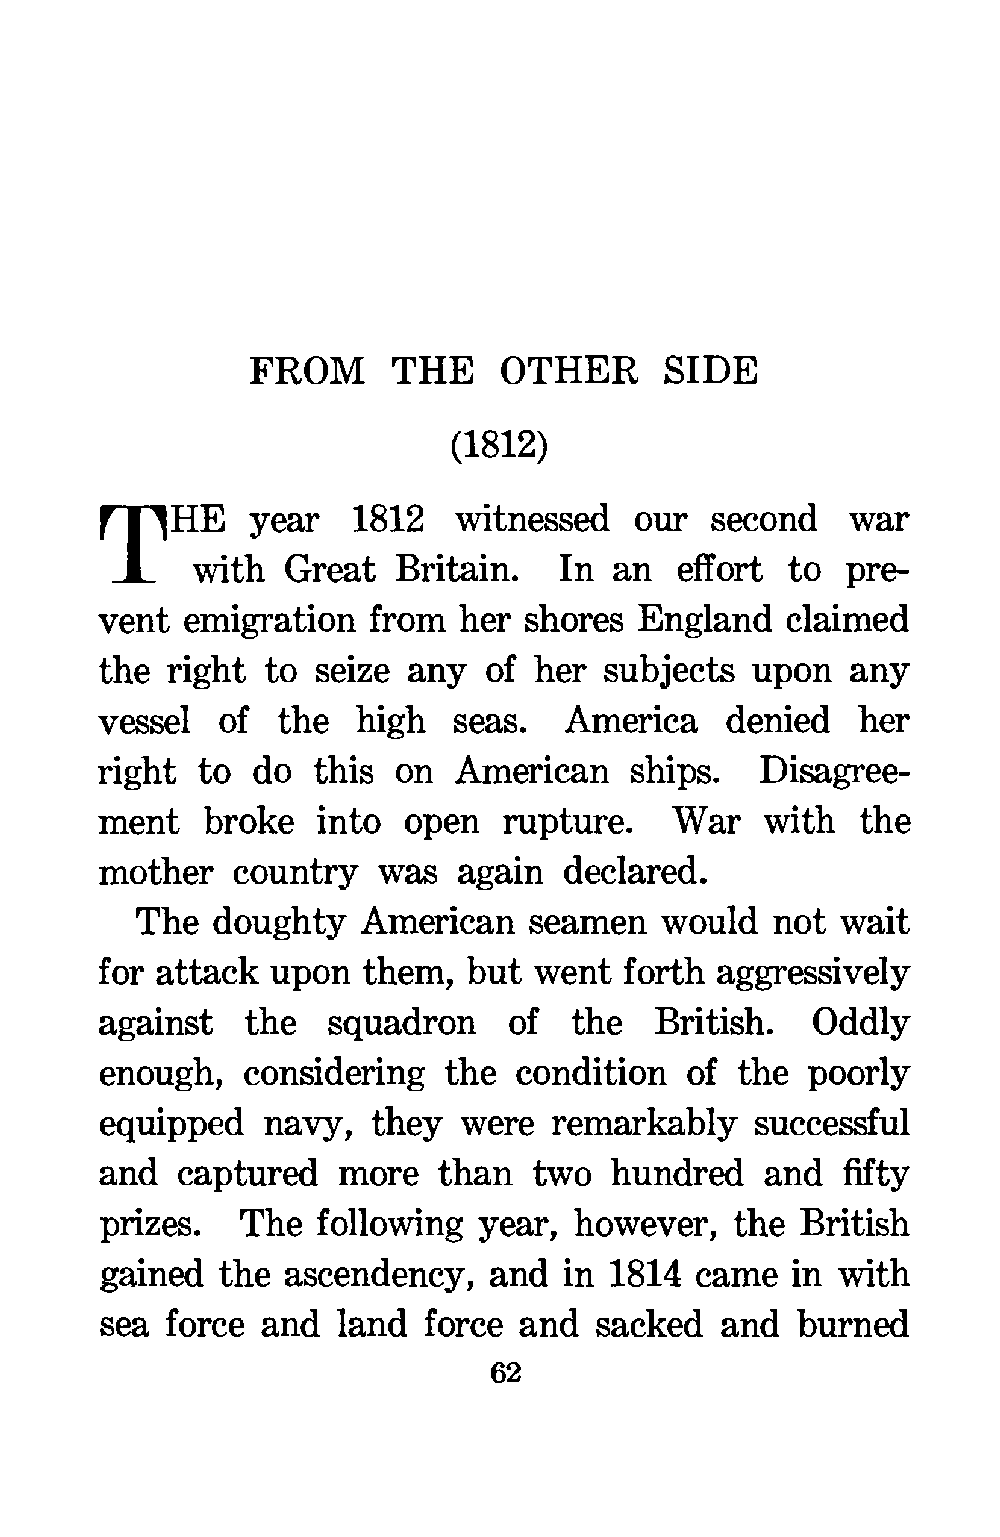 FROM THE OTHER SIDE
(1812)
THE year 1812 witnessed our second war
with Great Britain. In an effort to pre-
vent emigration from her shores England claimed
the right to seize any of her subjects upon any
vessel of the high seas. America denied her
right to do this on American ships. Disagree-
ment broke into open rupture. War with the
mother country was again declared.
The doughty American seamen would not wait
for attack upon them, but went forth aggressively
against the squadron of the British. Oddly
enough, considering the condition of the poorly
equipped navy, they were remarkably successful
and captured more than two hundred and fifty
prizes. The following year, however, the British
gained the ascendency, and in 1814 came in with
sea force and land force and sacked and burned
62